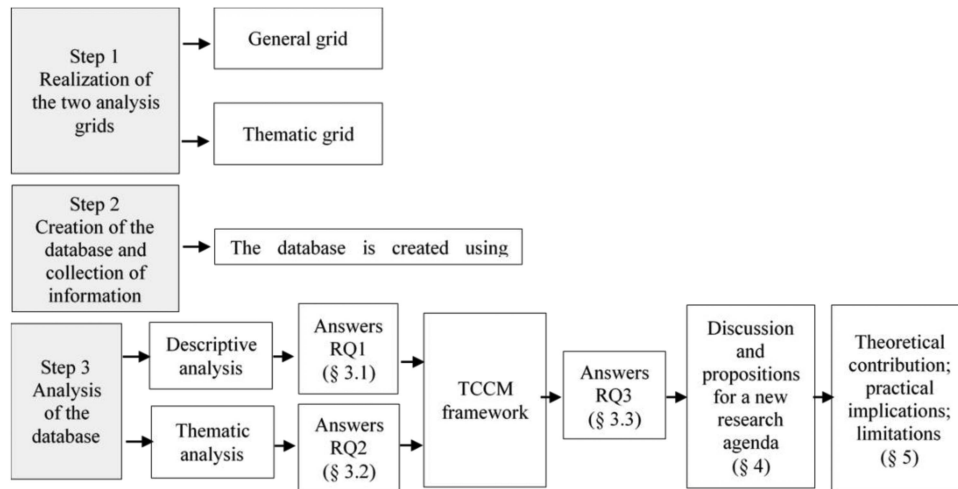 Step 1
Realization of
the two analysis
grids
General grid
Thematic grid
Step 2
Creation of the
database and
collection of
information
The database is created using
Step 3
Analysis
of the
database
Descriptive
analysis
Answers
RQ1
(§ 3.1)
Thematic
analysis
Answers
RQ2
(§ 3.2)
TCCM
framework
Answers
RQ3
(§ 3.3)
Discussion
and
propositions
for a new
research
agenda
(§ 4)
Theoretical
contribution;
practical
implications;
limitations
(§ 5)